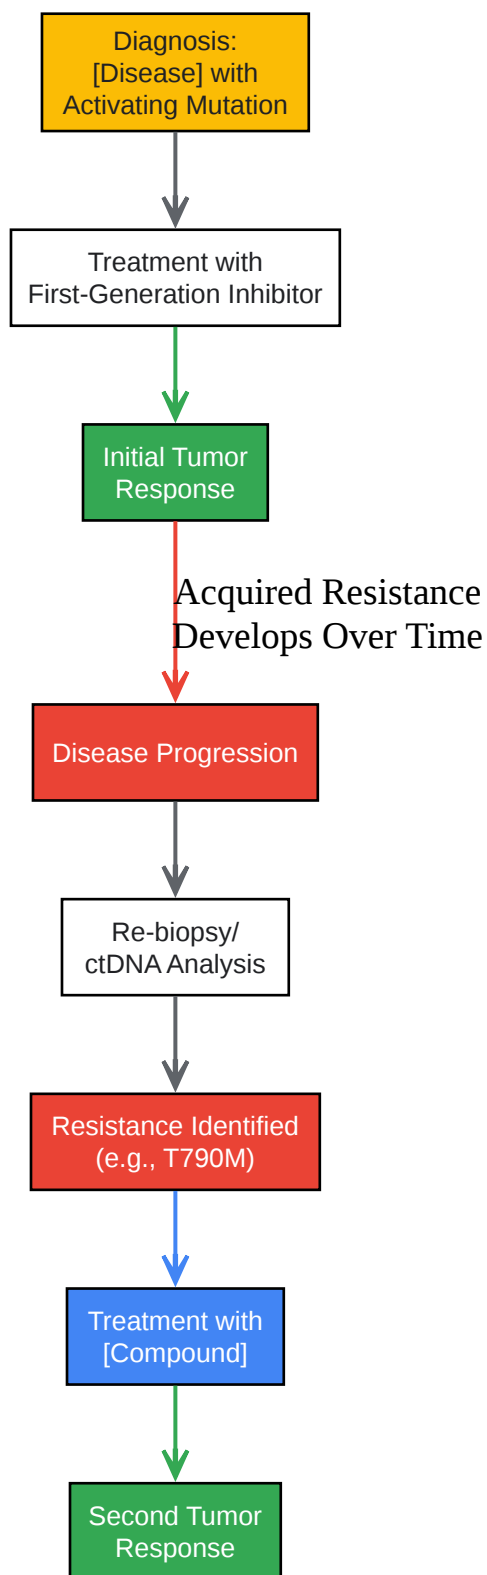 Diagnosis:
[Disease] with
Activating Mutation
Treatment with
First-Generation Inhibitor
Initial Tumor
Response
Acquired Resistance
Develops Over Time
Disease Progression
Re-biopsy/
ctDNA Analysis
Resistance Identified
(e.g., T790M)
Treatment with
[Compound]
Second Tumor
Response